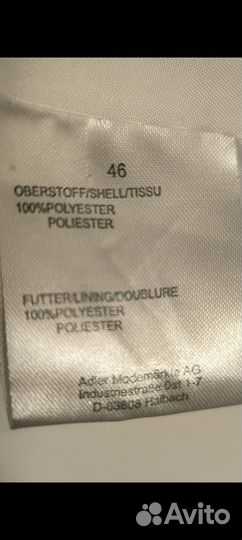 46
OBERSTOFF/SHELL/TISSU
100%POLYESTER
POLIESTER
FUTTER/LINING/DOUBLURE
100%POLYESTER
POLIESTER
Adler Modemärkte AG
Industriestraße Ost 1-7
D-63808 Haibach
Avito